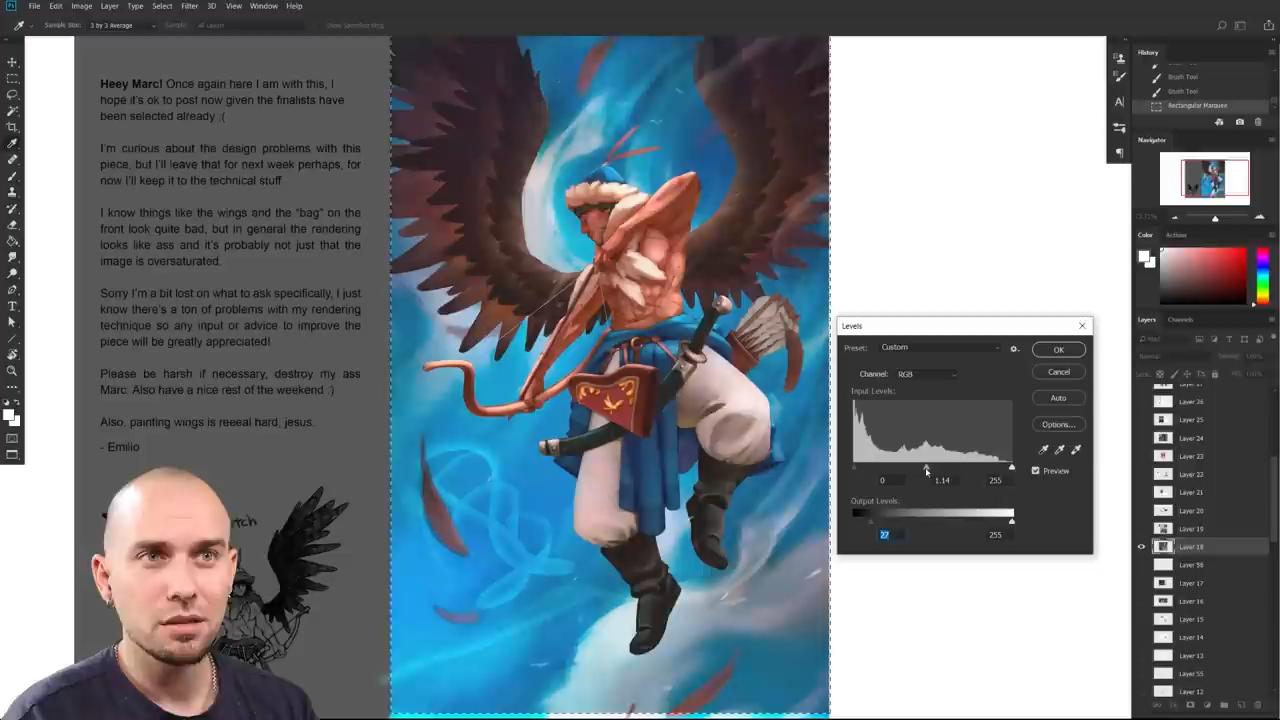 File Edit Image Layer Type Select Filter 3D View Window Help
Sample Size: 3 by 3 Average Sample: All Layers Show Sampling Ring
Heey Marc! Once again here I am with this, I
hope it's ok to post now given the finalists have
been selected already :(
I'm curious about the design problems with this
piece, but I'll leave that for next week perhaps, for
now I'll keep it to the technical stuff
I know things like the wings and the "bag" on the
front look quite bad, but in general the rendering
looks like ass and it's probably not just that the
image is oversaturated.
Sorry I'm a bit lost on what to ask specifically, I just
know there's a ton of problems with my rendering
technique so any input or advice to improve the
piece will be greatly appreciated!
Please be harsh if necessary, destroy my ass
Marc. Also have a nice rest of the weekend :)
Also, painting wings is reeeal hard, jesus.
- Emilio
Levels
Preset: Custom
Channel: RGB
Input Levels:
0 1.14 255
Output Levels:
27 255
OK
Cancel
Auto
Options...
Preview
History
Brush Tool
Brush Tool
Rectangular Marquee
Navigator
Color Actions
Layers Channels
Layer 26
Layer 25
Layer 24
Layer 23
Layer 22
Layer 21
Layer 20
Layer 19
Layer 18
Layer 56
Layer 17
Layer 16
Layer 15
Layer 14
Layer 13
Layer 55
Layer 12